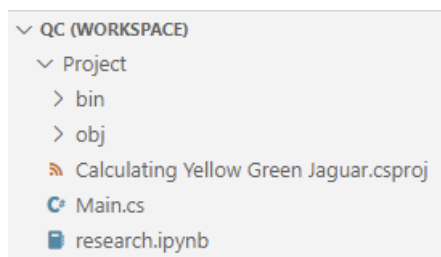 QC (WORKSPACE)
Project
bin
obj
Calculating Yellow Green Jaguar.csproj
Main.cs
research.ipynb